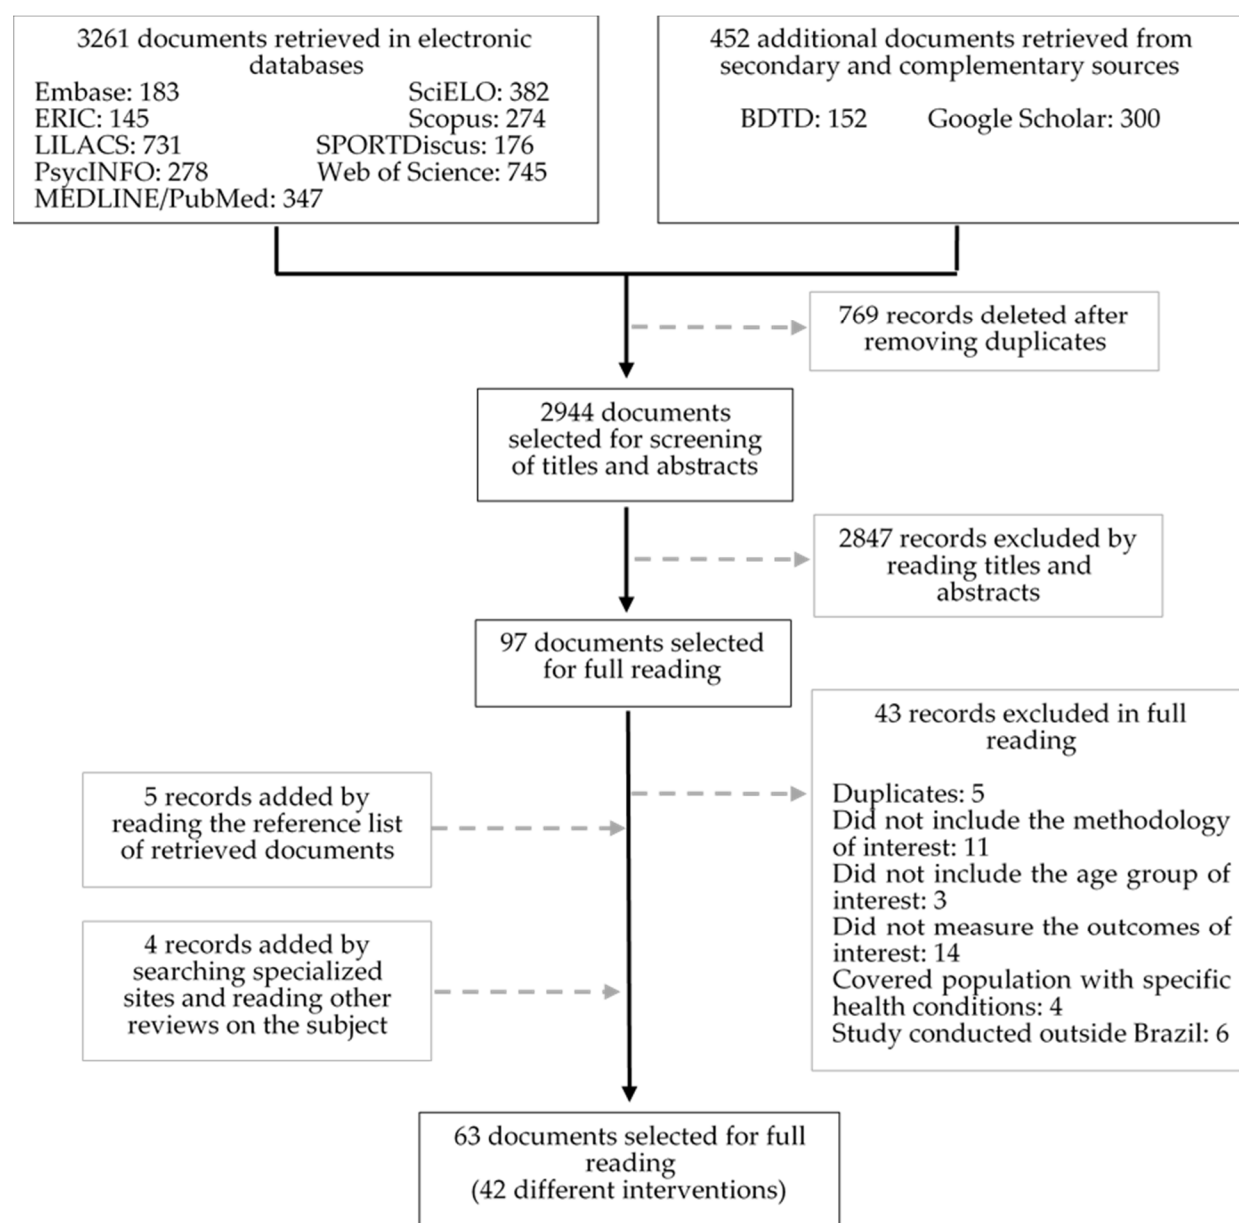 3261 documents retrieved in electronic
databases
Embase: 183 SciELO: 382
ERIC: 145 Scopus: 274
LILACS: 731 SPORTDiscus: 176
PsycINFO: 278 Web of Science: 745
MEDLINE/PubMed: 347
452 additional documents retrieved from
secondary and complementary sources
BDTD: 152 Google Scholar: 300
769 records deleted after
removing duplicates
2944 documents
selected for screening
of titles and abstracts
2847 records excluded by
reading titles and
abstracts
97 documents selected
for full reading
43 records excluded in full
reading
Duplicates: 5
Did not include the methodology
of interest: 11
Did not include the age group of
interest: 3
Did not measure the outcomes of
interest: 14
Covered population with specific
health conditions: 4
Study conducted outside Brazil: 6
5 records added by
reading the reference list
of retrieved documents
4 records added by
searching specialized
sites and reading other
reviews on the subject
63 documents selected for full
reading
(42 different interventions)